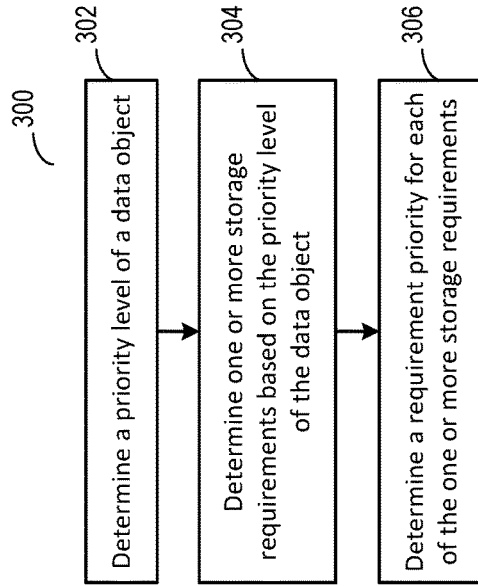 300
302
Determine a priority level of a data object
304
Determine one or more storage
requirements based on the priority level
of the data object
306
Determine a requirement priority for each
of the one or more storage requirements